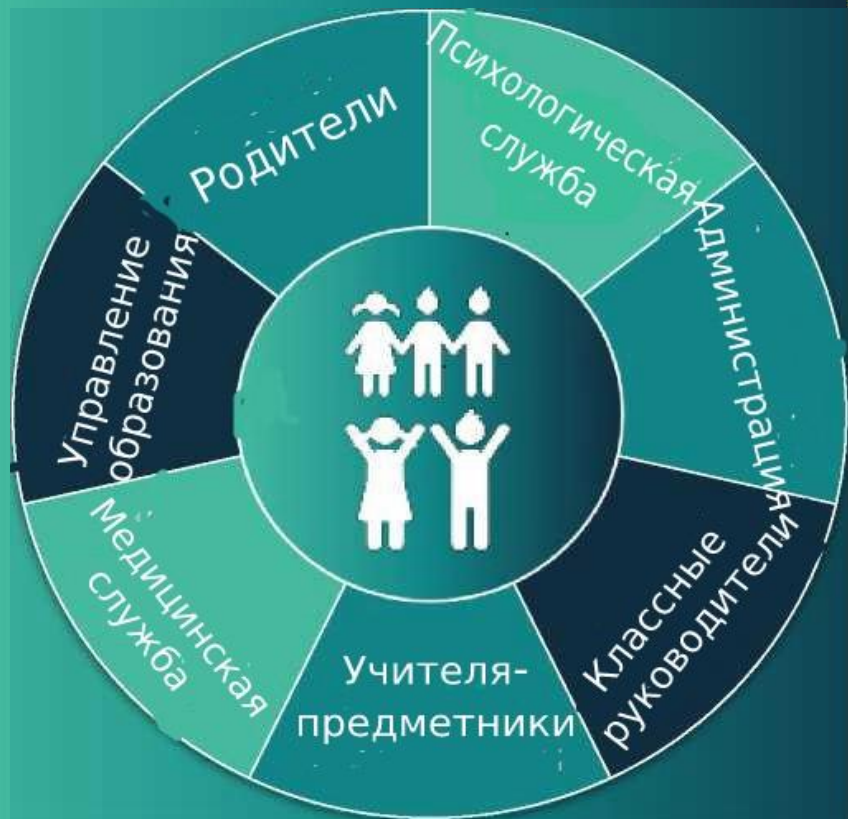 Психологическая
служба
Администрация
Классные
руководители
Учителя-
предметники
Медицинская
служба
Управление
образования
Родители